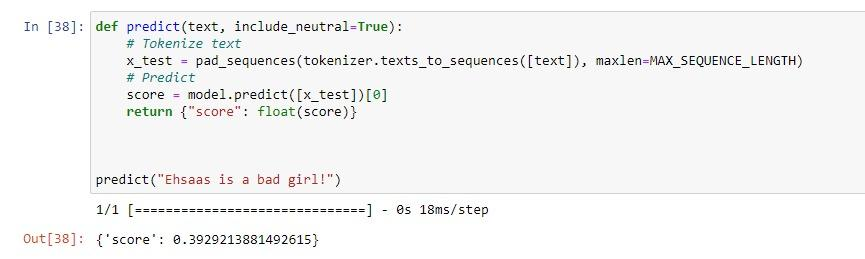 In [38]: def predict(text, include_neutral=True):
# Tokenize text
x_test = pad_sequences(tokenizer.texts_to_sequences([text]), maxlen=MAX_SEQUENCE_LENGTH)
# Predict
score = model.predict([x_test])[0]
return {"score": float(score)}
predict("Ehsaas is a bad girl!")
1/1 [==============================] - 0s 18ms/step
Out[38]: {'score': 0.3929213881492615}